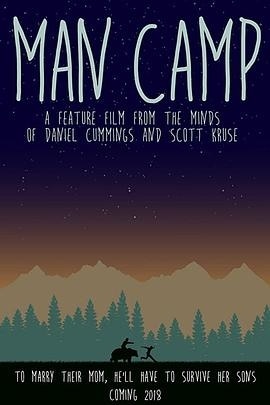 MAN CAMP
A FEATURE FILM FROM THE MINDS
OF DANIEL CUMMINGS AND SCOTT KRUSE
TO MARRY THEIR MOM, HE'LL HAVE TO SURVIVE HER SONS
COMING 2018